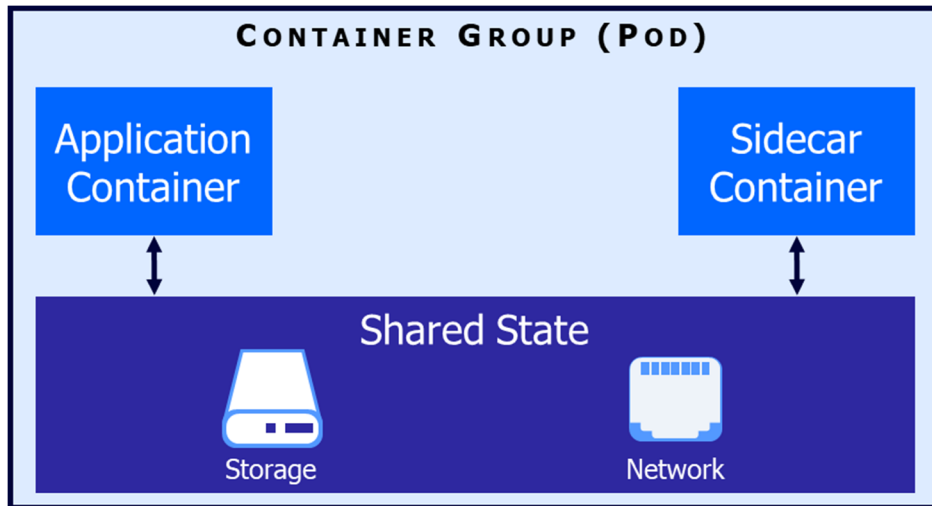 CONTAINER GROUP (POD)
Application
Container
Sidecar
Container
Shared State
Storage
Network